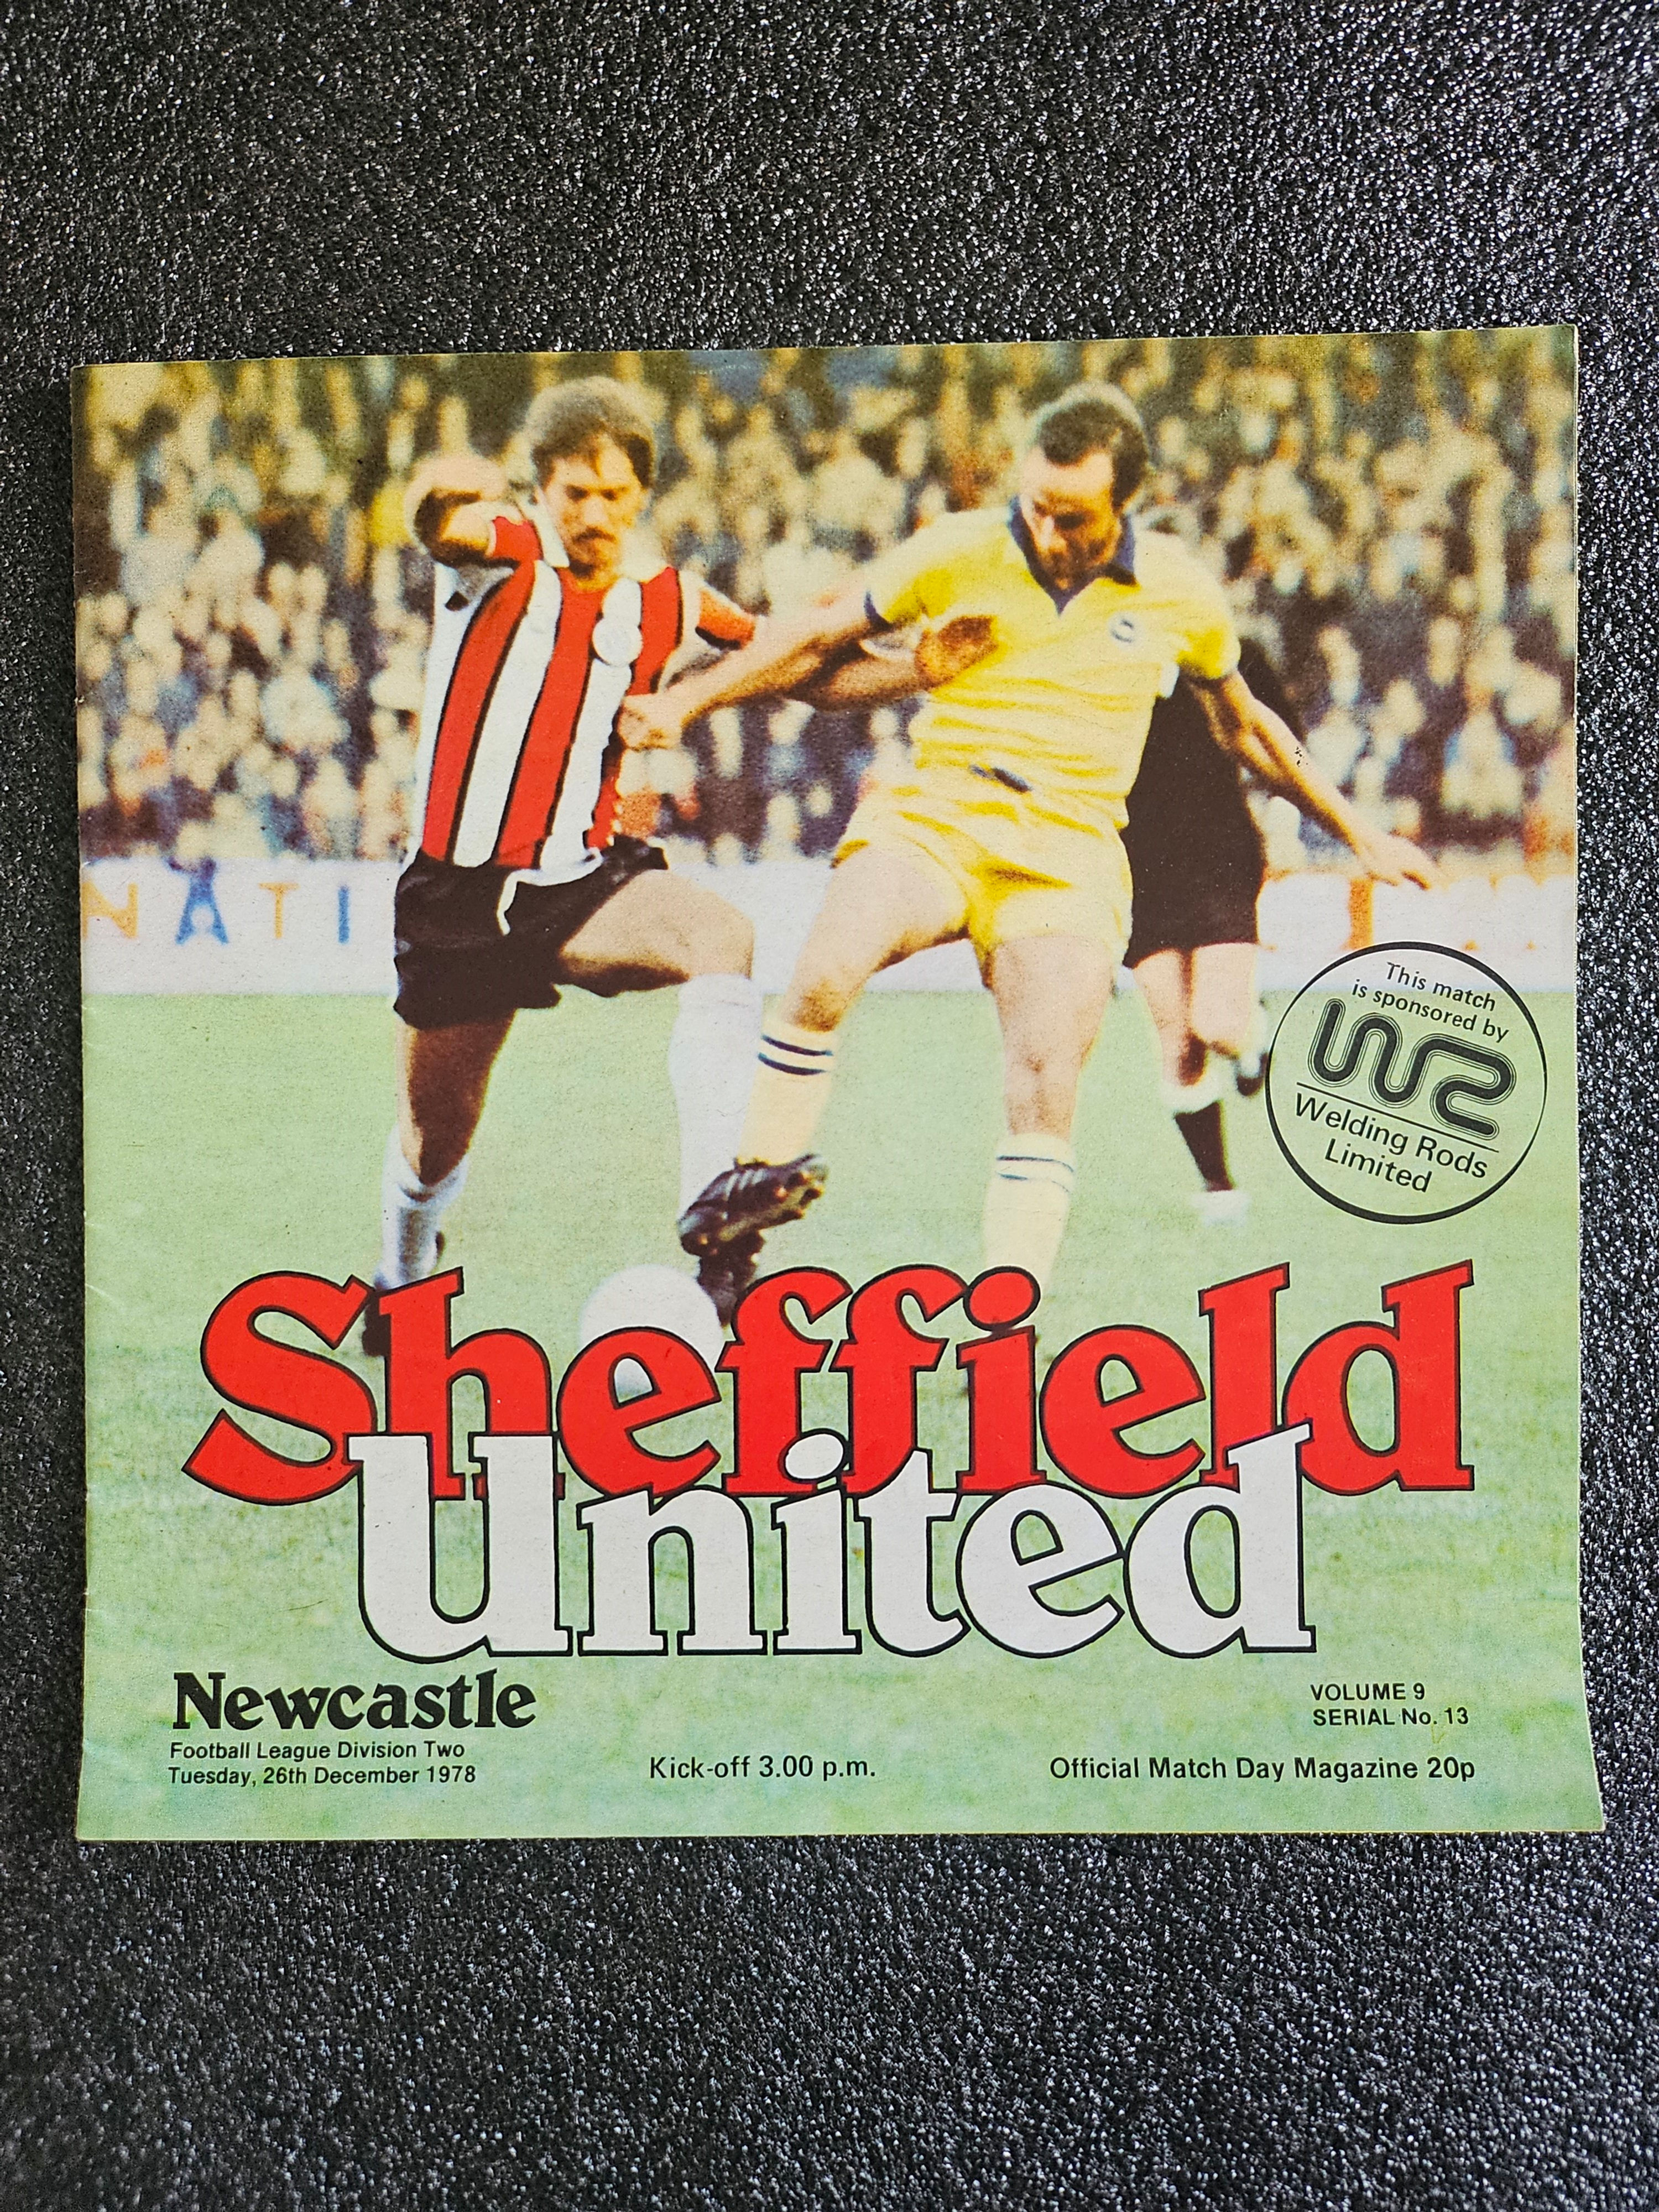 NATI
This match
is sponsored by
WR
Welding Rods
Limited
Sheffield
United
Newcastle
Football League Division Two
Tuesday, 26th December 1978
Kick-off 3.00 p.m.
VOLUME 9
SERIAL No. 13
Official Match Day Magazine 20p